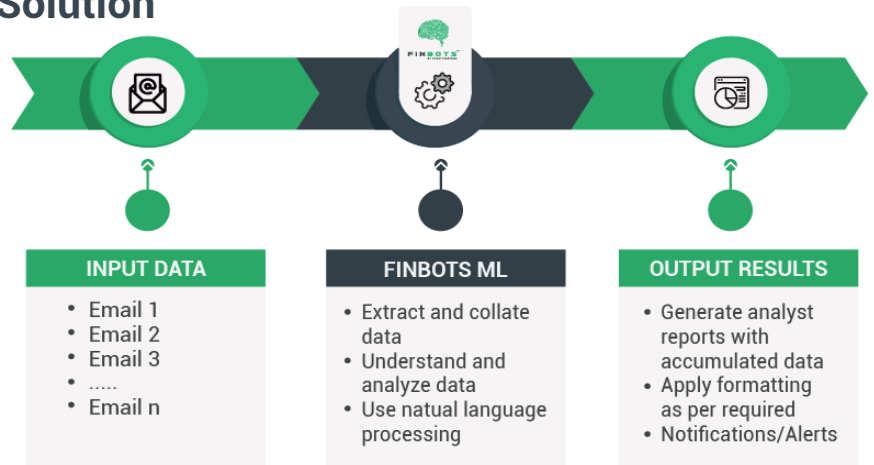 Solution
FINBOTS
INPUT DATA
• Email 1
• Email 2
• Email 3
• .....
• Email n
FINBOTS ML
• Extract and collate
data
• Understand and
analyze data
• Use natual language
processing
OUTPUT RESULTS
• Generate analyst
reports with
accumulated data
• Apply formatting
as per required
• Notifications/Alerts